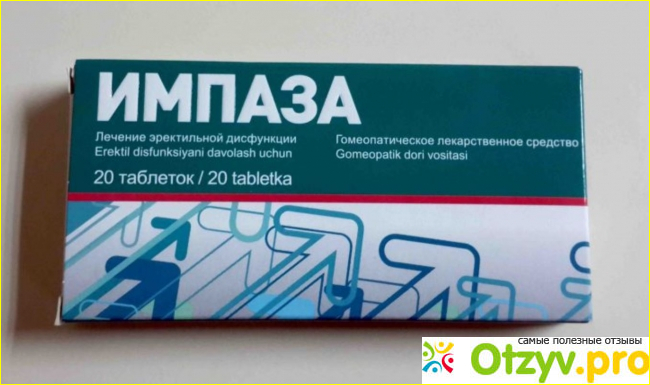 ИМПАЗА
Лечение эректильной дисфункции
Erektil disfunksiyani davolash uchun
Гомеопатическое лекарственное средство
Gomeopatik dori vositasi
20 таблеток / 20 tabletka
самые полезные отзывы
Otzyv.pro